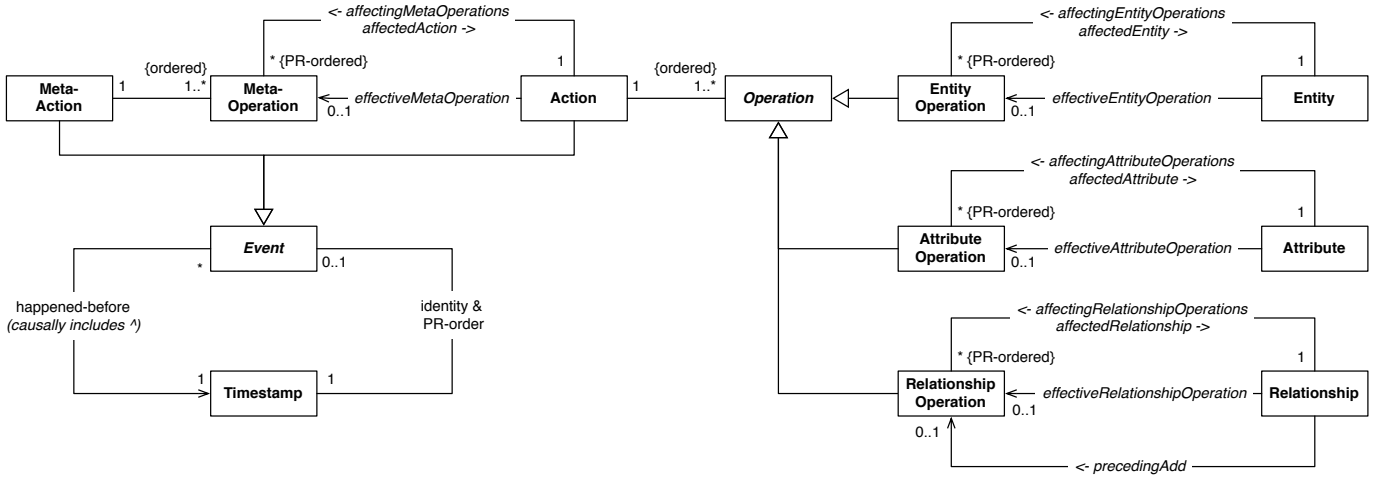 <- affectingMetaOperations
affectedAction ->
* {PR-ordered}
1
{ordered}
1
1..*
Meta-
Action
Meta-
Operation
effectiveMetaOperation
0..1
Action
1
{ordered}
1..*
Operation
<- affectingEntityOperations
affectedEntity ->
* {PR-ordered}
1
Entity
Operation
effectiveEntityOperation
0..1
Entity
<- affectingAttributeOperations
affectedAttribute ->
* {PR-ordered}
1
Attribute
Operation
effectiveAttributeOperation
0..1
Attribute
Event
*
0..1
happened-before
(causally includes ^)
identity &
PR-order
1
Timestamp
1
<- affectingRelationshipOperations
affectedRelationship ->
* {PR-ordered}
1
Relationship
Operation
effectiveRelationshipOperation
0..1
Relationship
0..1
<- precedingAdd